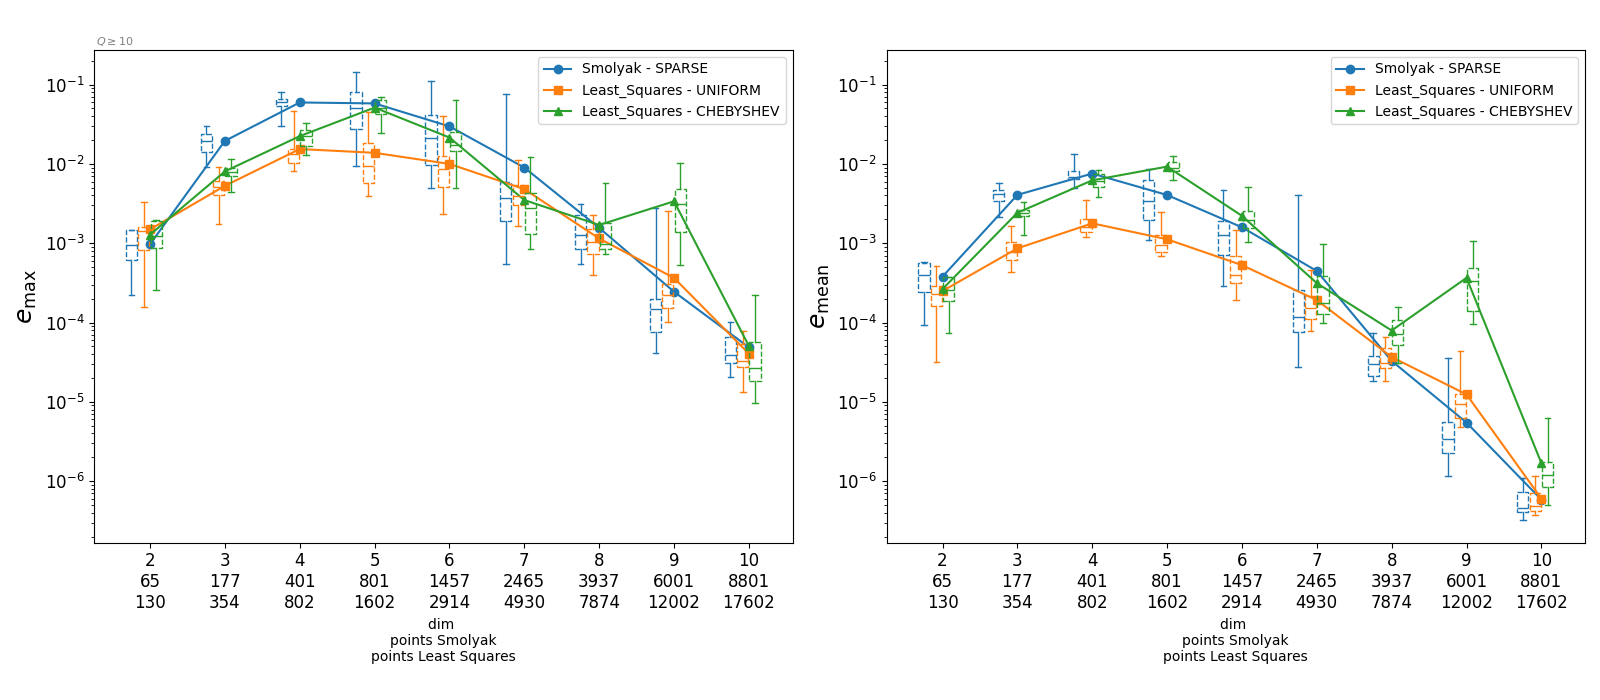 Q ≥ 10
Smolyak - SPARSE
Least_Squares - UNIFORM
Least_Squares - CHEBYSHEV
10⁻¹
10⁻²
10⁻³
10⁻⁴
10⁻⁵
10⁻⁶
e_max
2 3 4 5 6 7 8 9 10
65 177 401 801 1457 2465 3937 6001 8801
130 354 802 1602 2914 4930 7874 12002 17602
dim
points Smolyak
points Least Squares
Smolyak - SPARSE
Least_Squares - UNIFORM
Least_Squares - CHEBYSHEV
10⁻¹
10⁻²
10⁻³
10⁻⁴
10⁻⁵
10⁻⁶
e_mean
2 3 4 5 6 7 8 9 10
65 177 401 801 1457 2465 3937 6001 8801
130 354 802 1602 2914 4930 7874 12002 17602
dim
points Smolyak
points Least Squares